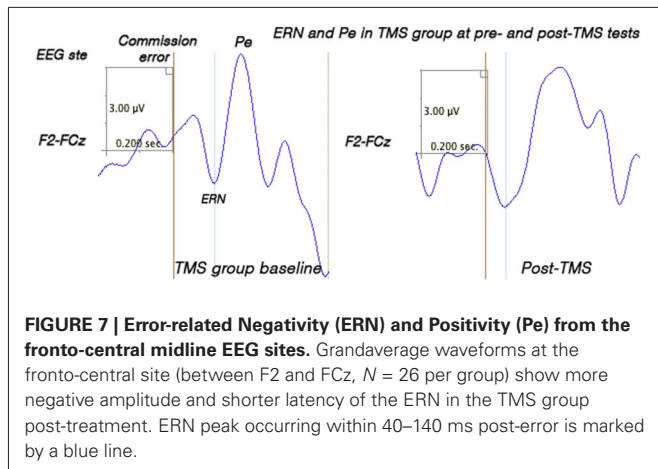 ERN and Pe in TMS group at pre- and post-TMS tests
EEG ste
Commission error
Pe
3.00 µV
F2-FCz
0.200 sec.
ERN
TMS group baseline
3.00 µV
F2-FCz
0.200 sec.
Post-TMS
FIGURE 7 | Error-related Negativity (ERN) and Positivity (Pe) from the
fronto-central midline EEG sites. Grandaverage waveforms at the
fronto-central site (between F2 and FCz, N = 26 per group) show more
negative amplitude and shorter latency of the ERN in the TMS group
post-treatment. ERN peak occurring within 40–140 ms post-error is marked
by a blue line.